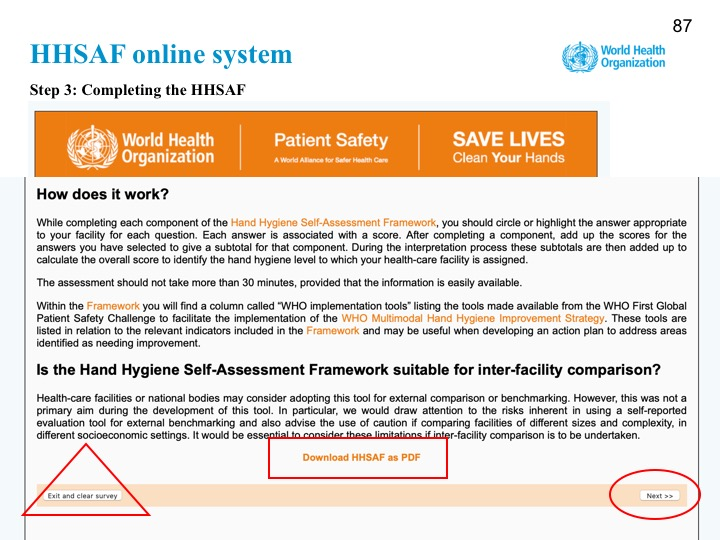 87
HHSAF online system
World Health
Organization
Step 3: Completing the HHSAF
World Health
Organization
Patient Safety
A World Alliance for Safer Health Care
SAVE LIVES
Clean Your Hands
How does it work?
While completing each component of the Hand Hygiene Self-Assessment Framework, you should circle or highlight the answer appropriate
to your facility for each question. Each answer is associated with a score. After completing a component, add up the scores for the
answers you have selected to give a subtotal for that component. During the interpretation process these subtotals are then added up to
calculate the overall score to identify the hand hygiene level to which your health-care facility is assigned.
The assessment should not take more than 30 minutes, provided that the information is easily available.
Within the Framework you will find a column called “WHO implementation tools” listing the tools made available from the WHO First Global
Patient Safety Challenge to facilitate the implementation of the WHO Multimodal Hand Hygiene Improvement Strategy. These tools are
listed in relation to the relevant indicators included in the Framework and may be useful when developing an action plan to address areas
identified as needing improvement.
Is the Hand Hygiene Self-Assessment Framework suitable for inter-facility comparison?
Health-care facilities or national bodies may consider adopting this tool for external comparison or benchmarking. However, this was not a
primary aim during the development of this tool. In particular, we would draw attention to the risks inherent in using a self-reported
evaluation tool for external benchmarking and also advise the use of caution if comparing facilities of different sizes and complexity, in
different socioeconomic settings. It would be essential to consider these limitations if inter-facility comparison is to be undertaken.
Download HHSAF as PDF
Exit and clear survey
Next >>